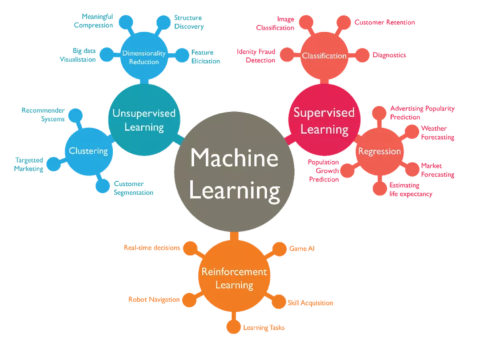 Meaningful
Compression
Structure
Discovery
Big data
Visualistaion
Dimensionality
Reduction
Feature
Elicitation
Recommender
Systems
Unsupervised
Learning
Clustering
Targetted
Marketing
Customer
Segmentation
Machine
Learning
Image
Classification
Customer Retention
Idenity Fraud
Detection
Classification
Diagnostics
Supervised
Learning
Advertising Popularity
Prediction
Weather
Forecasting
Regression
Population
Growth
Prediction
Market
Forecasting
Estimating
life expectancy
Real-time decisions
Game AI
Reinforcement
Learning
Robot Navigation
Skill Acquisition
Learning Tasks